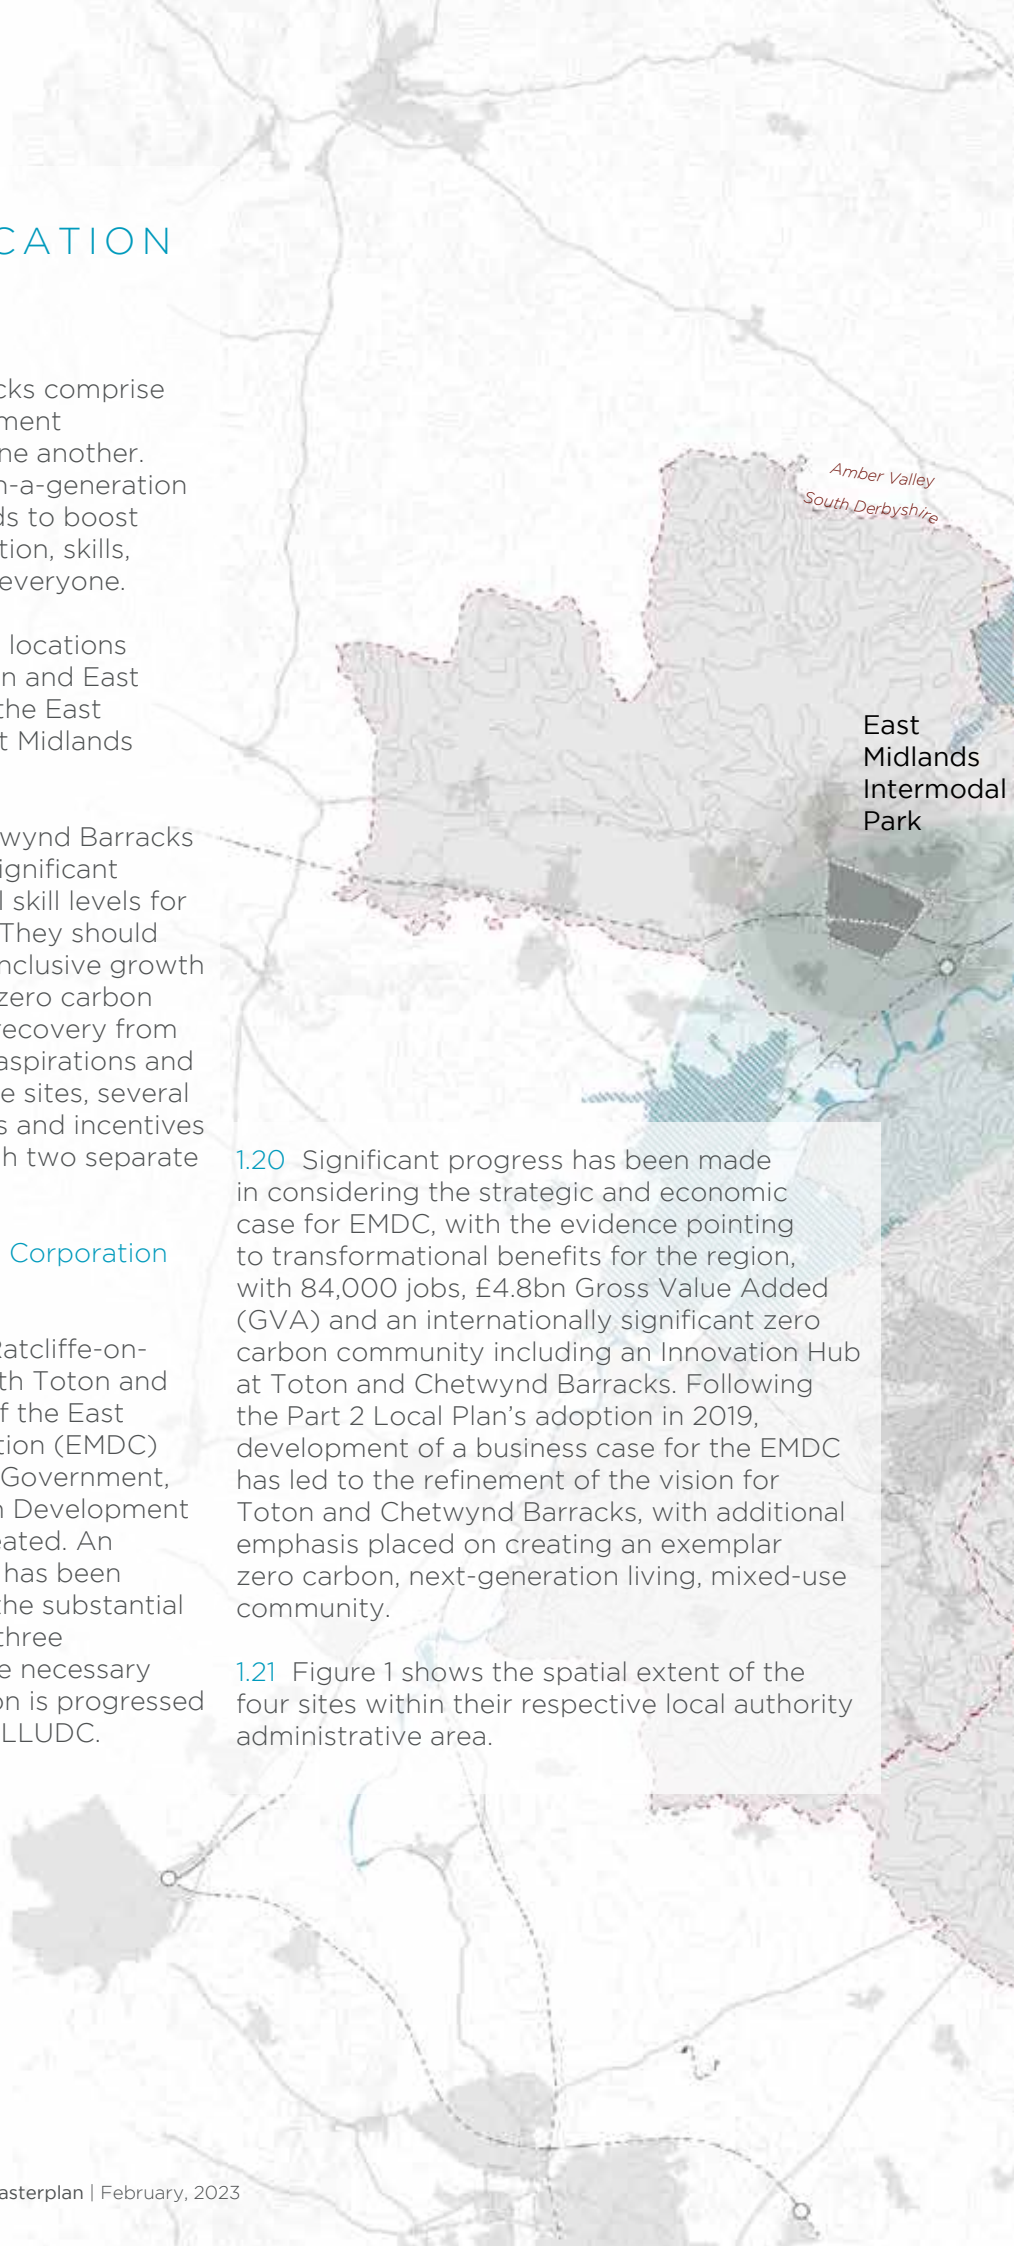 CATION
cks comprise
ment
ne another.
n-a-generation
ds to boost
tion, skills,
everyone.
locations
n and East
the East
t Midlands
wynd Barracks
ignificant
l skill levels for
They should
nclusive growth
zero carbon
recovery from
aspirations and
e sites, several
s and incentives
h two separate
Corporation
Ratcliffe-on-
th Toton and
f the East
tion (EMDC)
Government,
n Development
eated. An
has been
the substantial
three
e necessary
on is progressed
LLUDC.
1.20 Significant progress has been made
in considering the strategic and economic
case for EMDC, with the evidence pointing
to transformational benefits for the region,
with 84,000 jobs, £4.8bn Gross Value Added
(GVA) and an internationally significant zero
carbon community including an Innovation Hub
at Toton and Chetwynd Barracks. Following
the Part 2 Local Plan’s adoption in 2019,
development of a business case for the EMDC
has led to the refinement of the vision for
Toton and Chetwynd Barracks, with additional
emphasis placed on creating an exemplar
zero carbon, next-generation living, mixed-use
community.
1.21 Figure 1 shows the spatial extent of the
four sites within their respective local authority
administrative area.
Amber Valley
South Derbyshire
East
Midlands
Intermodal
Park
asterplan | February, 2023